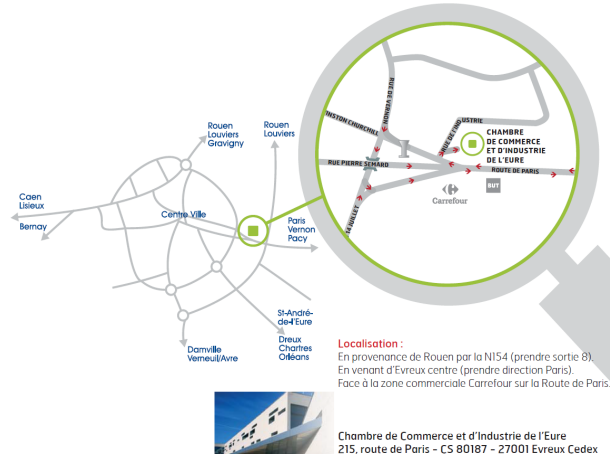 RUE DE VERNON
INSTON CHURCHILL
RUE DE L'INDUSTRIE
CHAMBRE
DE COMMERCE
ET D'INDUSTRIE
DE L'EURE
RUE PIERRE SEMARD
ROUTE DE PARIS
BUT
Carrefour
14 JUILLET
Rouen
Louviers
Gravigny
Rouen
Louviers
Caen
Lisieux
Bernay
Centre Ville
Paris
Vernon
Pacy
St-André-
de-l'Eure
Dreux
Chartres
Orléans
Damville
Verneuil/Avre
Localisation :
En provenance de Rouen par la N154 (prendre sortie 8).
En venant d'Evreux centre (prendre direction Paris).
Face à la zone commerciale Carrefour sur la Route de Paris.
Chambre de Commerce et d'Industrie de l'Eure
215, route de Paris - CS 80187 - 27001 Evreux Cedex